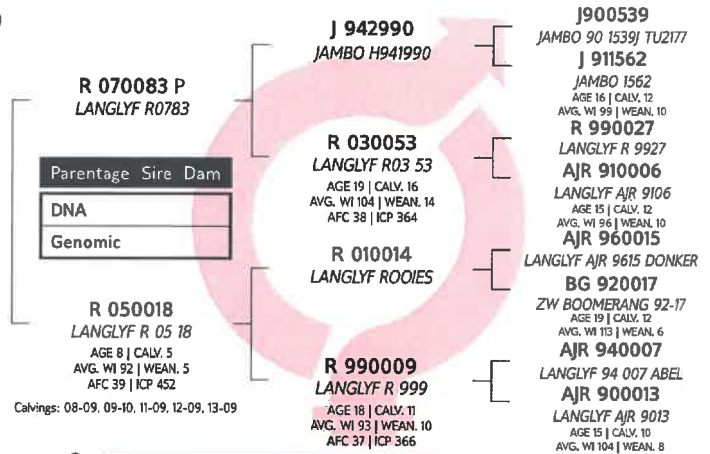 R 070083 P
LANGLYF R0783
Parentage Sire Dam
DNA
Genomic
R 050018
LANGLYF R 05 18
AGE 8 | CALV. 5
AVG. WI 92 | WEAN. 5
AFC 39 | ICP 452
Calvings: 08-09, 09-10, 11-09, 12-09, 13-09
J 942990
JAMBO H941990
R 030053
LANGLYF R03 53
AGE 19 | CALV. 16
AVG. WI 104 | WEAN. 14
AFC 38 | ICP 364
R 010014
LANGLYF ROOIES
R 990009
LANGLYF R 999
AGE 18 | CALV. 11
AVG. WI 93 | WEAN. 10
AFC 37 | ICP 366
J900539
JAMBO 90 1539J TU2177
J 911562
JAMBO 1562
AGE 16 | CALV. 12
AVG. WI 99 | WEAN. 10
R 990027
LANGLYF R 9927
AJR 910006
LANGLYF AJR 9106
AGE 15 | CALV. 12
AVG. WI 96 | WEAN. 10
AJR 960015
LANGLYF AJR 9615 DONKER
BG 920017
ZW BOOMERANG 92-17
AGE 19 | CALV. 12
AVG. WI 113 | WEAN. 6
AJR 940007
LANGLYF 94 007 ABEL
AJR 900013
LANGLYF AJR 9013
AGE 15 | CALV. 10
AVG. WI 104 | WEAN. 8